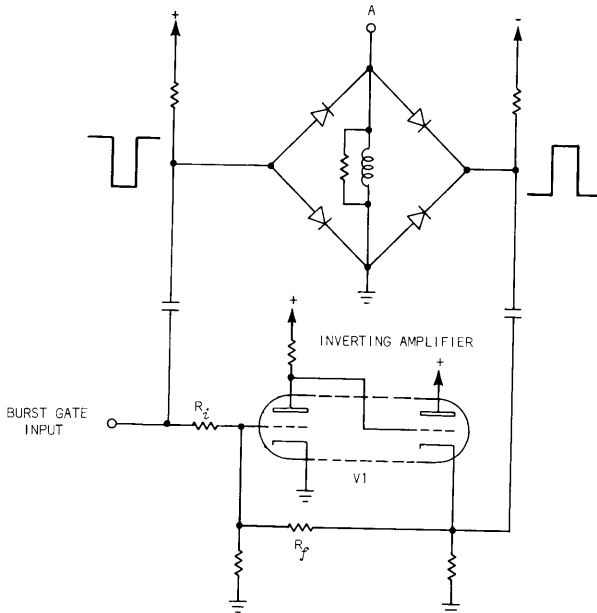 +
A
-
+
INVERTING AMPLIFIER
+
BURST GATE
INPUT
Ri
V1
Rf